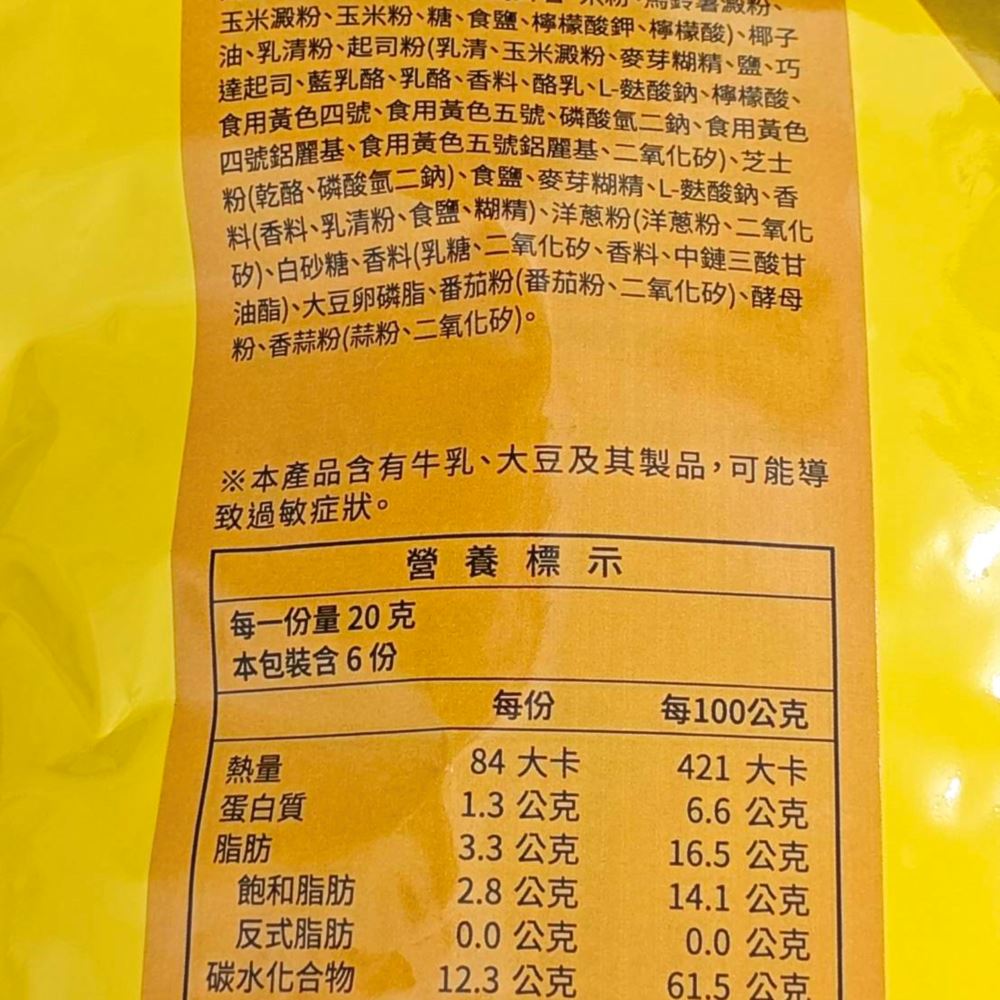 玉米澱粉、玉米粉、糖、食鹽、檸檬酸鉀、檸檬酸)、椰子
油、乳清粉、起司粉(乳清、玉米澱粉、麥芽糊精、鹽、巧
達起司、藍乳酪、乳酪、香料、酪乳、L-麩酸鈉、檸檬酸、
食用黃色四號、食用黃色五號、磷酸氫二鈉、食用黃色
四號鋁麗基、食用黃色五號鋁麗基、二氧化矽)、芝士
粉(乾酪、磷酸氫二鈉)、食鹽、麥芽糊精、L-麩酸鈉、香
料(香料、乳清粉、食鹽、糊精)、洋蔥粉(洋蔥粉、二氧化
矽)、白砂糖、香料(乳糖、二氧化矽、香料、中鏈三酸甘
油酯)、大豆卵磷脂、番茄粉(番茄粉、二氧化矽)、酵母
粉、香蒜粉(蒜粉、二氧化矽)。
※本產品含有牛乳、大豆及其製品，可能導
致過敏症狀。
營養標示
每一份量 20 克
本包裝含 6 份
每份 每100公克
熱量 84 大卡 421 大卡
蛋白質 1.3 公克 6.6 公克
脂肪 3.3 公克 16.5 公克
飽和脂肪 2.8 公克 14.1 公克
反式脂肪 0.0 公克 0.0 公克
碳水化合物 12.3 公克 61.5 公克